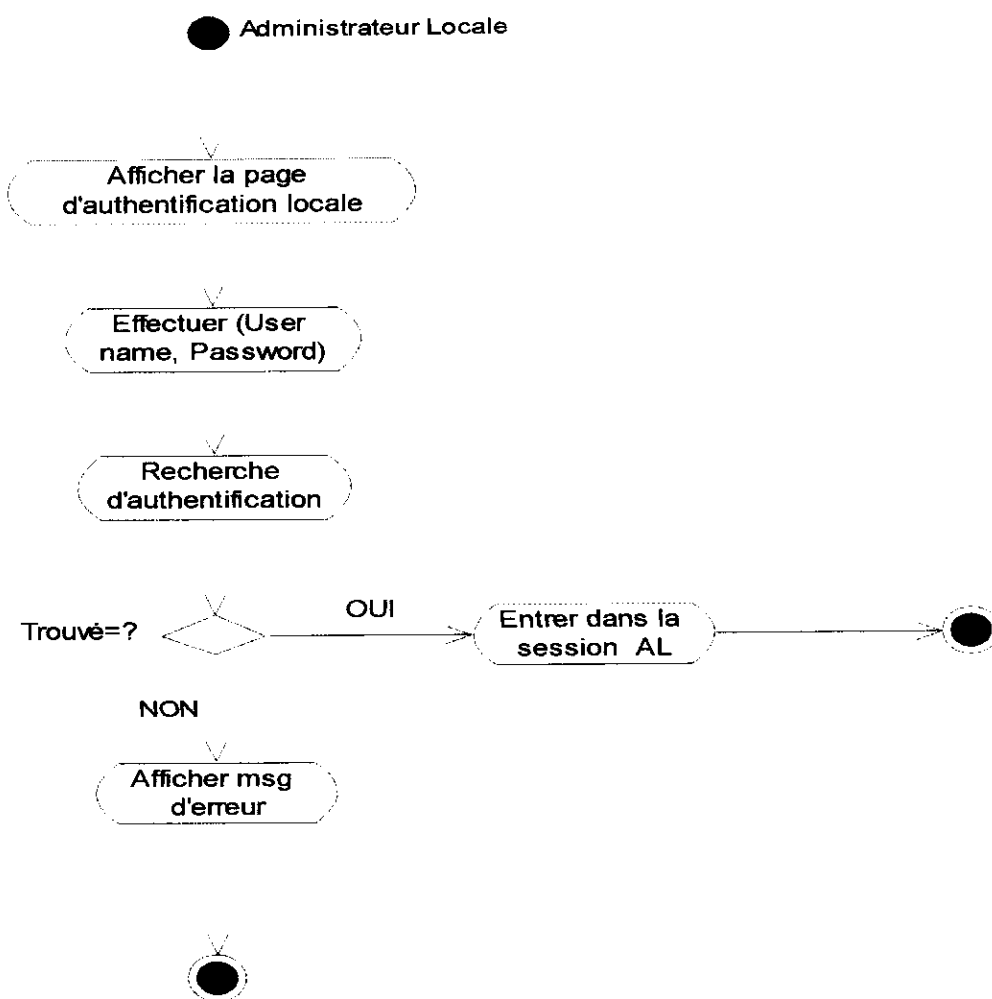 Administrateur Locale
Afficher la page
d'authentification locale
Effectuer (User
name, Password)
Recherche
d'authentification
Trouvé=?
OUI
Entrer dans la
session AL
NON
Afficher msg
d'erreur